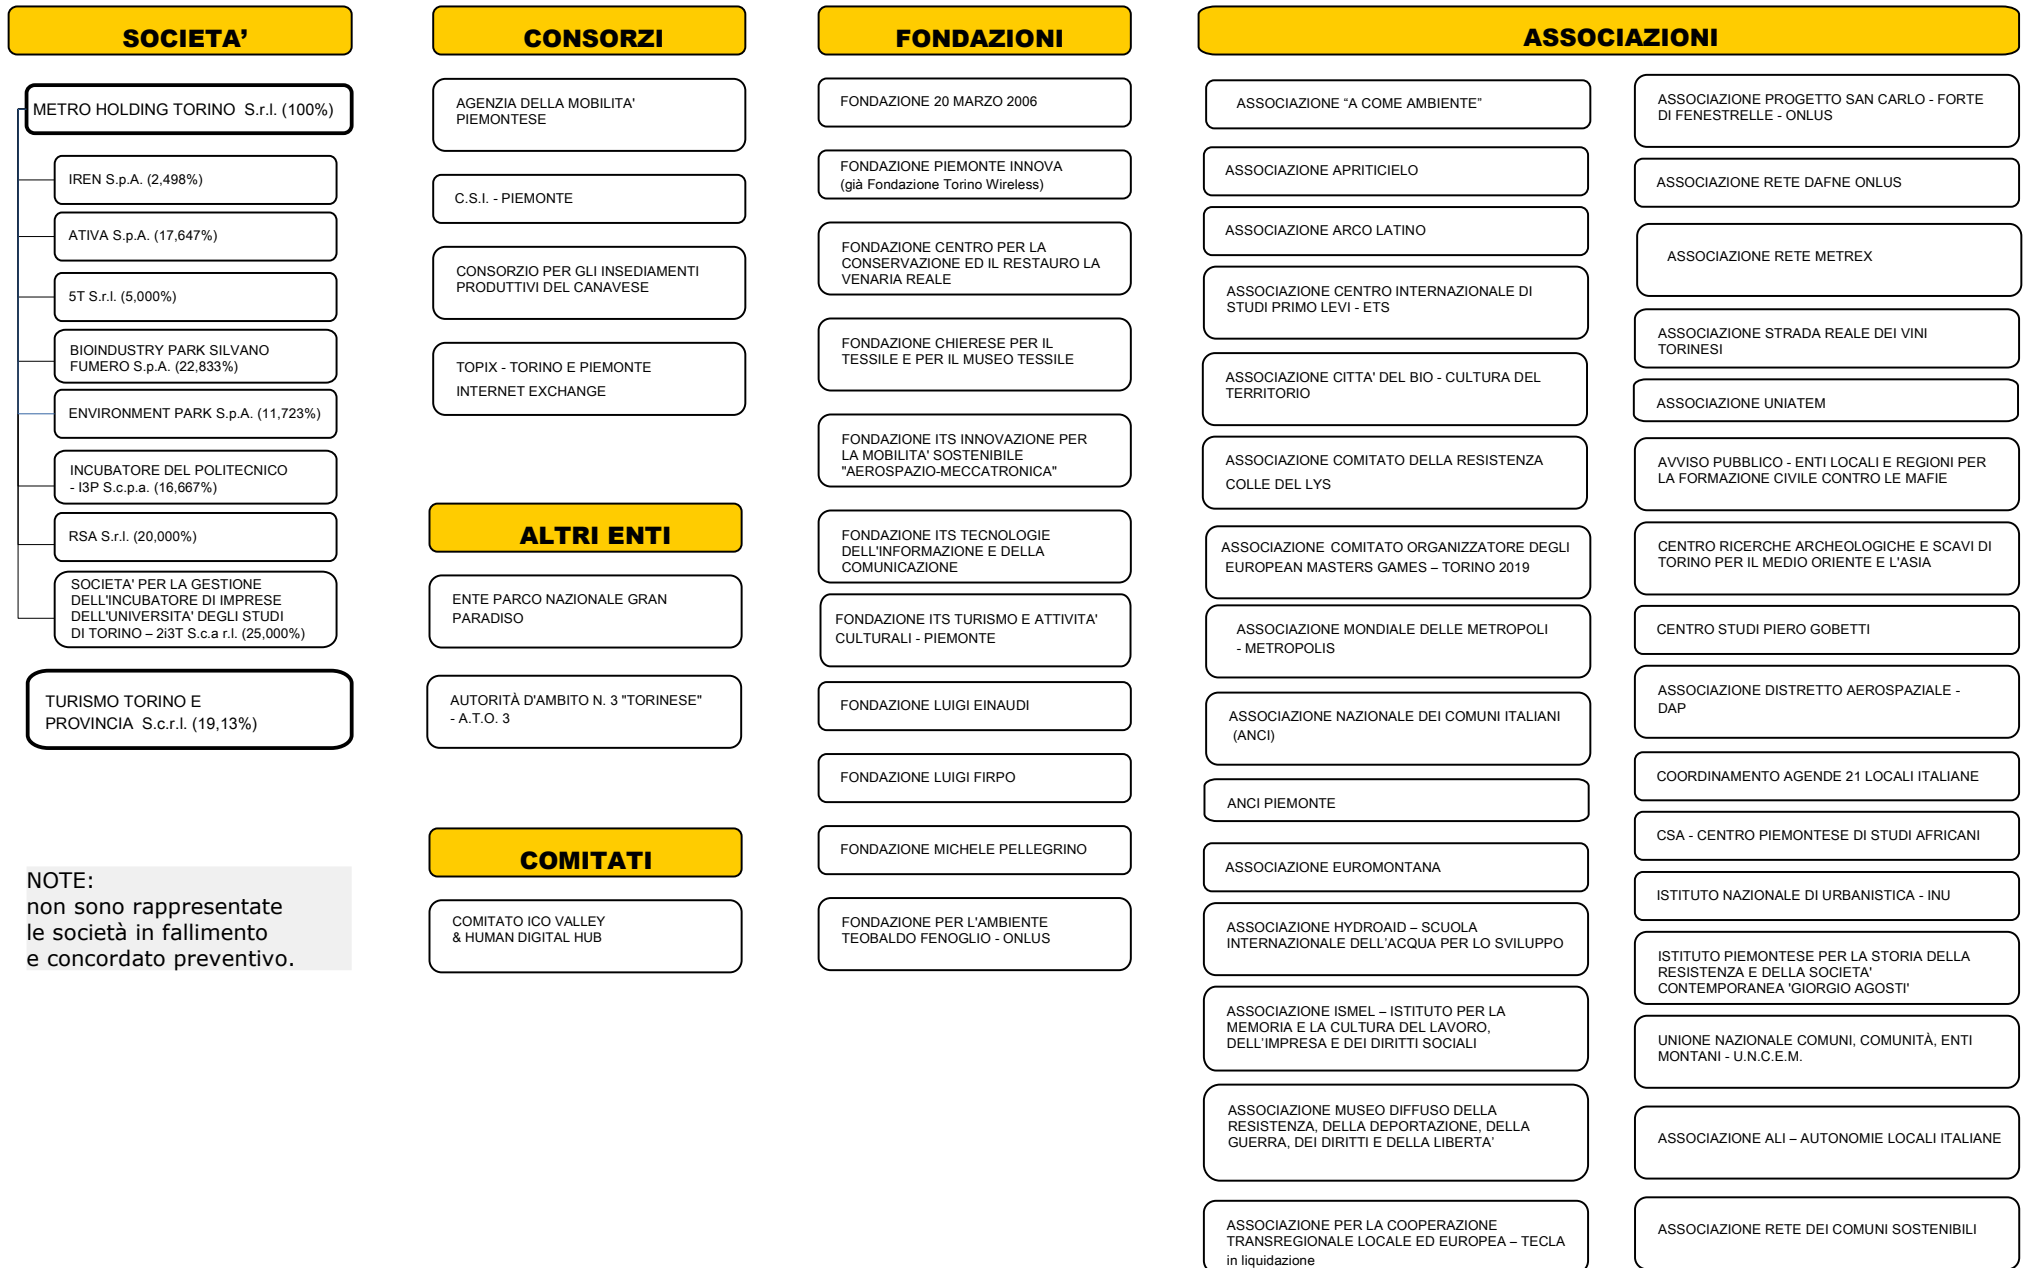 SOCIETA’
METRO HOLDING TORINO S.r.l. (100%)
IREN S.p.A. (2,498%)
ATIVA S.p.A. (17,647%)
5T S.r.l. (5,000%)
BIOINDUSTRY PARK SILVANO
FUMERO S.p.A. (22,833%)
ENVIRONMENT PARK S.p.A. (11,723%)
INCUBATORE DEL POLITECNICO
- I3P S.c.p.a. (16,667%)
RSA S.r.l. (20,000%)
SOCIETA' PER LA GESTIONE
DELL'INCUBATORE DI IMPRESE
DELL'UNIVERSITA' DEGLI STUDI
DI TORINO – 2i3T S.c.a r.l. (25,000%)
TURISMO TORINO E
PROVINCIA S.c.r.l. (19,13%)
NOTE:
non sono rappresentate
le società in fallimento
e concordato preventivo.
CONSORZI
AGENZIA DELLA MOBILITA'
PIEMONTESE
C.S.I. - PIEMONTE
CONSORZIO PER GLI INSEDIAMENTI
PRODUTTIVI DEL CANAVESE
TOPIX - TORINO E PIEMONTE
INTERNET EXCHANGE
ALTRI ENTI
ENTE PARCO NAZIONALE GRAN
PARADISO
AUTORITÀ D'AMBITO N. 3 "TORINESE"
- A.T.O. 3
COMITATI
COMITATO ICO VALLEY
& HUMAN DIGITAL HUB
FONDAZIONI
FONDAZIONE 20 MARZO 2006
FONDAZIONE PIEMONTE INNOVA
(già Fondazione Torino Wireless)
FONDAZIONE CENTRO PER LA
CONSERVAZIONE ED IL RESTAURO LA
VENARIA REALE
FONDAZIONE CHIERESE PER IL
TESSILE E PER IL MUSEO TESSILE
FONDAZIONE ITS INNOVAZIONE PER
LA MOBILITA' SOSTENIBILE
"AEROSPAZIO-MECCATRONICA"
FONDAZIONE ITS TECNOLOGIE
DELL'INFORMAZIONE E DELLA
COMUNICAZIONE
FONDAZIONE ITS TURISMO E ATTIVITA'
CULTURALI - PIEMONTE
FONDAZIONE LUIGI EINAUDI
FONDAZIONE LUIGI FIRPO
FONDAZIONE MICHELE PELLEGRINO
FONDAZIONE PER L'AMBIENTE
TEOBALDO FENOGLIO - ONLUS
ASSOCIAZIONI
ASSOCIAZIONE “A COME AMBIENTE”
ASSOCIAZIONE APRITICIELO
ASSOCIAZIONE ARCO LATINO
ASSOCIAZIONE CENTRO INTERNAZIONALE DI
STUDI PRIMO LEVI - ETS
ASSOCIAZIONE CITTA' DEL BIO - CULTURA DEL
TERRITORIO
ASSOCIAZIONE COMITATO DELLA RESISTENZA
COLLE DEL LYS
ASSOCIAZIONE COMITATO ORGANIZZATORE DEGLI
EUROPEAN MASTERS GAMES – TORINO 2019
ASSOCIAZIONE MONDIALE DELLE METROPOLI
- METROPOLIS
ASSOCIAZIONE NAZIONALE DEI COMUNI ITALIANI
(ANCI)
ANCI PIEMONTE
ASSOCIAZIONE EUROMONTANA
ASSOCIAZIONE HYDROAID – SCUOLA
INTERNAZIONALE DELL’ACQUA PER LO SVILUPPO
ASSOCIAZIONE ISMEL – ISTITUTO PER LA
MEMORIA E LA CULTURA DEL LAVORO,
DELL’IMPRESA E DEI DIRITTI SOCIALI
ASSOCIAZIONE MUSEO DIFFUSO DELLA
RESISTENZA, DELLA DEPORTAZIONE, DELLA
GUERRA, DEI DIRITTI E DELLA LIBERTA’
ASSOCIAZIONE PER LA COOPERAZIONE
TRANSREGIONALE LOCALE ED EUROPEA – TECLA
in liquidazione
ASSOCIAZIONE PROGETTO SAN CARLO - FORTE
DI FENESTRELLE - ONLUS
ASSOCIAZIONE RETE DAFNE ONLUS
ASSOCIAZIONE RETE METREX
ASSOCIAZIONE STRADA REALE DEI VINI
TORINESI
ASSOCIAZIONE UNIATEM
AVVISO PUBBLICO - ENTI LOCALI E REGIONI PER
LA FORMAZIONE CIVILE CONTRO LE MAFIE
CENTRO RICERCHE ARCHEOLOGICHE E SCAVI DI
TORINO PER IL MEDIO ORIENTE E L'ASIA
CENTRO STUDI PIERO GOBETTI
ASSOCIAZIONE DISTRETTO AEROSPAZIALE -
DAP
COORDINAMENTO AGENDE 21 LOCALI ITALIANE
CSA - CENTRO PIEMONTESE DI STUDI AFRICANI
ISTITUTO NAZIONALE DI URBANISTICA - INU
ISTITUTO PIEMONTESE PER LA STORIA DELLA
RESISTENZA E DELLA SOCIETA'
CONTEMPORANEA 'GIORGIO AGOSTI'
UNIONE NAZIONALE COMUNI, COMUNITÀ, ENTI
MONTANI - U.N.C.E.M.
ASSOCIAZIONE ALI – AUTONOMIE LOCALI ITALIANE
ASSOCIAZIONE RETE DEI COMUNI SOSTENIBILI